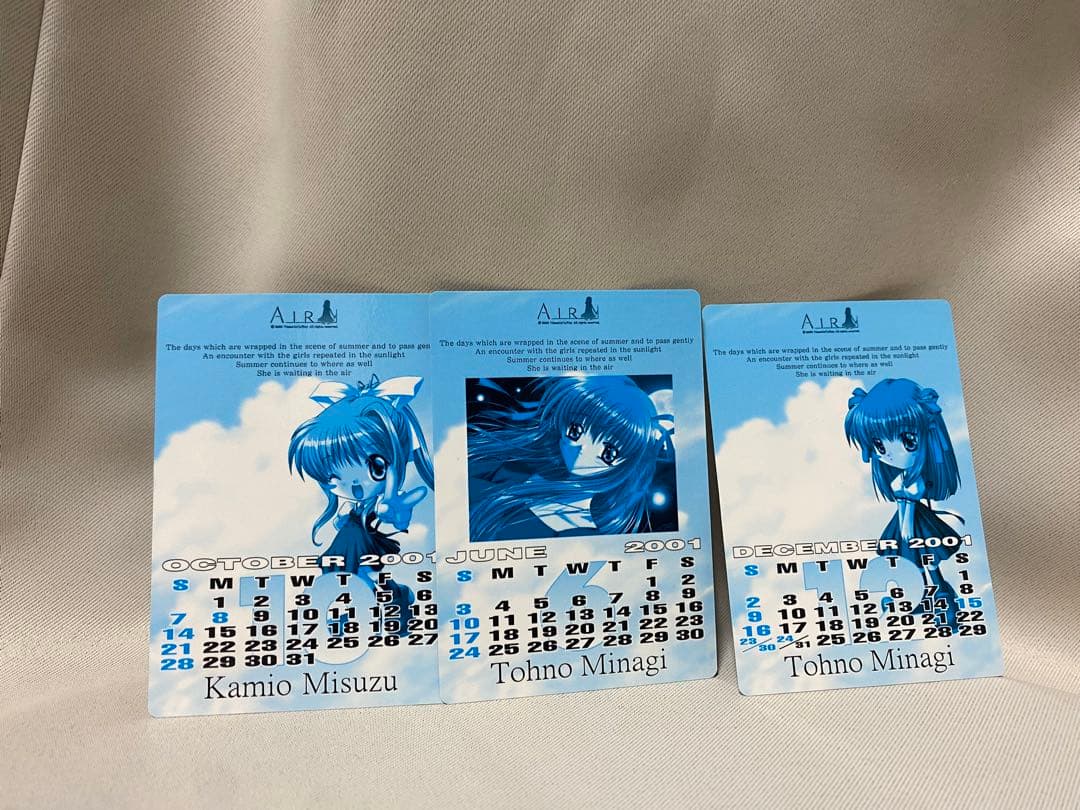 AIR
The days which are wrapped in the scene of summer and to pass gen
An encounter with the girls repeated in the sunlight
Summer continues to where as well
She is waiting in the air
OCTOBER 2001
10
S M T W T F S
1 2 3 4 5 6
7 8 9 10 11 12 13
14 15 16 17 18 19 20
21 22 23 24 25 26 27
28 29 30 31
Kamio Misuzu
AIR
The days which are wrapped in the scene of summer and to pass gently
An encounter with the girls repeated in the sunlight
Summer continues to where as well
She is waiting in the air
JUNE 2001
6
S M T W T F S
1 2
3 4 5 6 7 8 9
10 11 12 13 14 15 16
17 18 19 20 21 22 23
24 25 26 27 28 29 30
Tohno Minagi
AIR
The days which are wrapped in the scene of summer and to pass gently
An encounter with the girls repeated in the sunlight
Summer continues to where as well
She is waiting in the air
DECEMBER 2001
12
S M T W T F S
1
2 3 4 5 6 7 8
9 10 11 12 13 14 15
16 17 18 19 20 21 22
23/30 24/31 25 26 27 28 29
Tohno Minagi